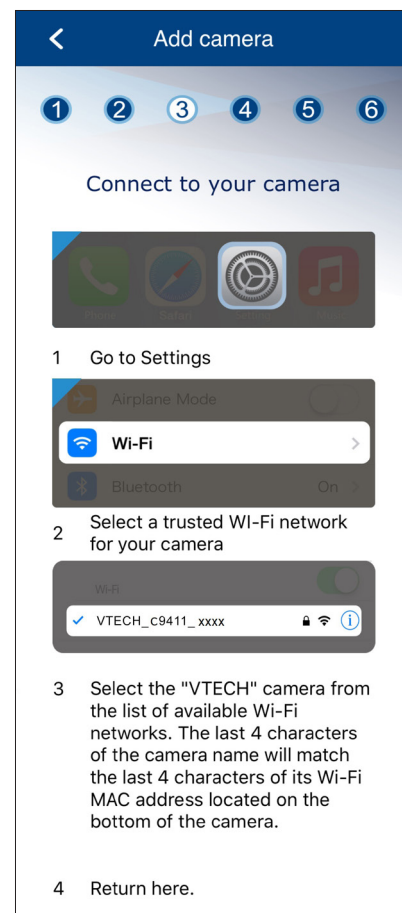 Add camera
1 2 3 4 5 6
Connect to your camera
Phone Safari
1 Go to Settings
Airplane Mode
Wi-Fi
Bluetooth On
2 Select a trusted WI-Fi network
for your camera
Wi-Fi
VTECH_c9411_xxxx
3 Select the "VTECH" camera from
the list of available Wi-Fi
networks. The last 4 characters
of the camera name will match
the last 4 characters of its Wi-Fi
MAC address located on the
bottom of the camera.
4 Return here.